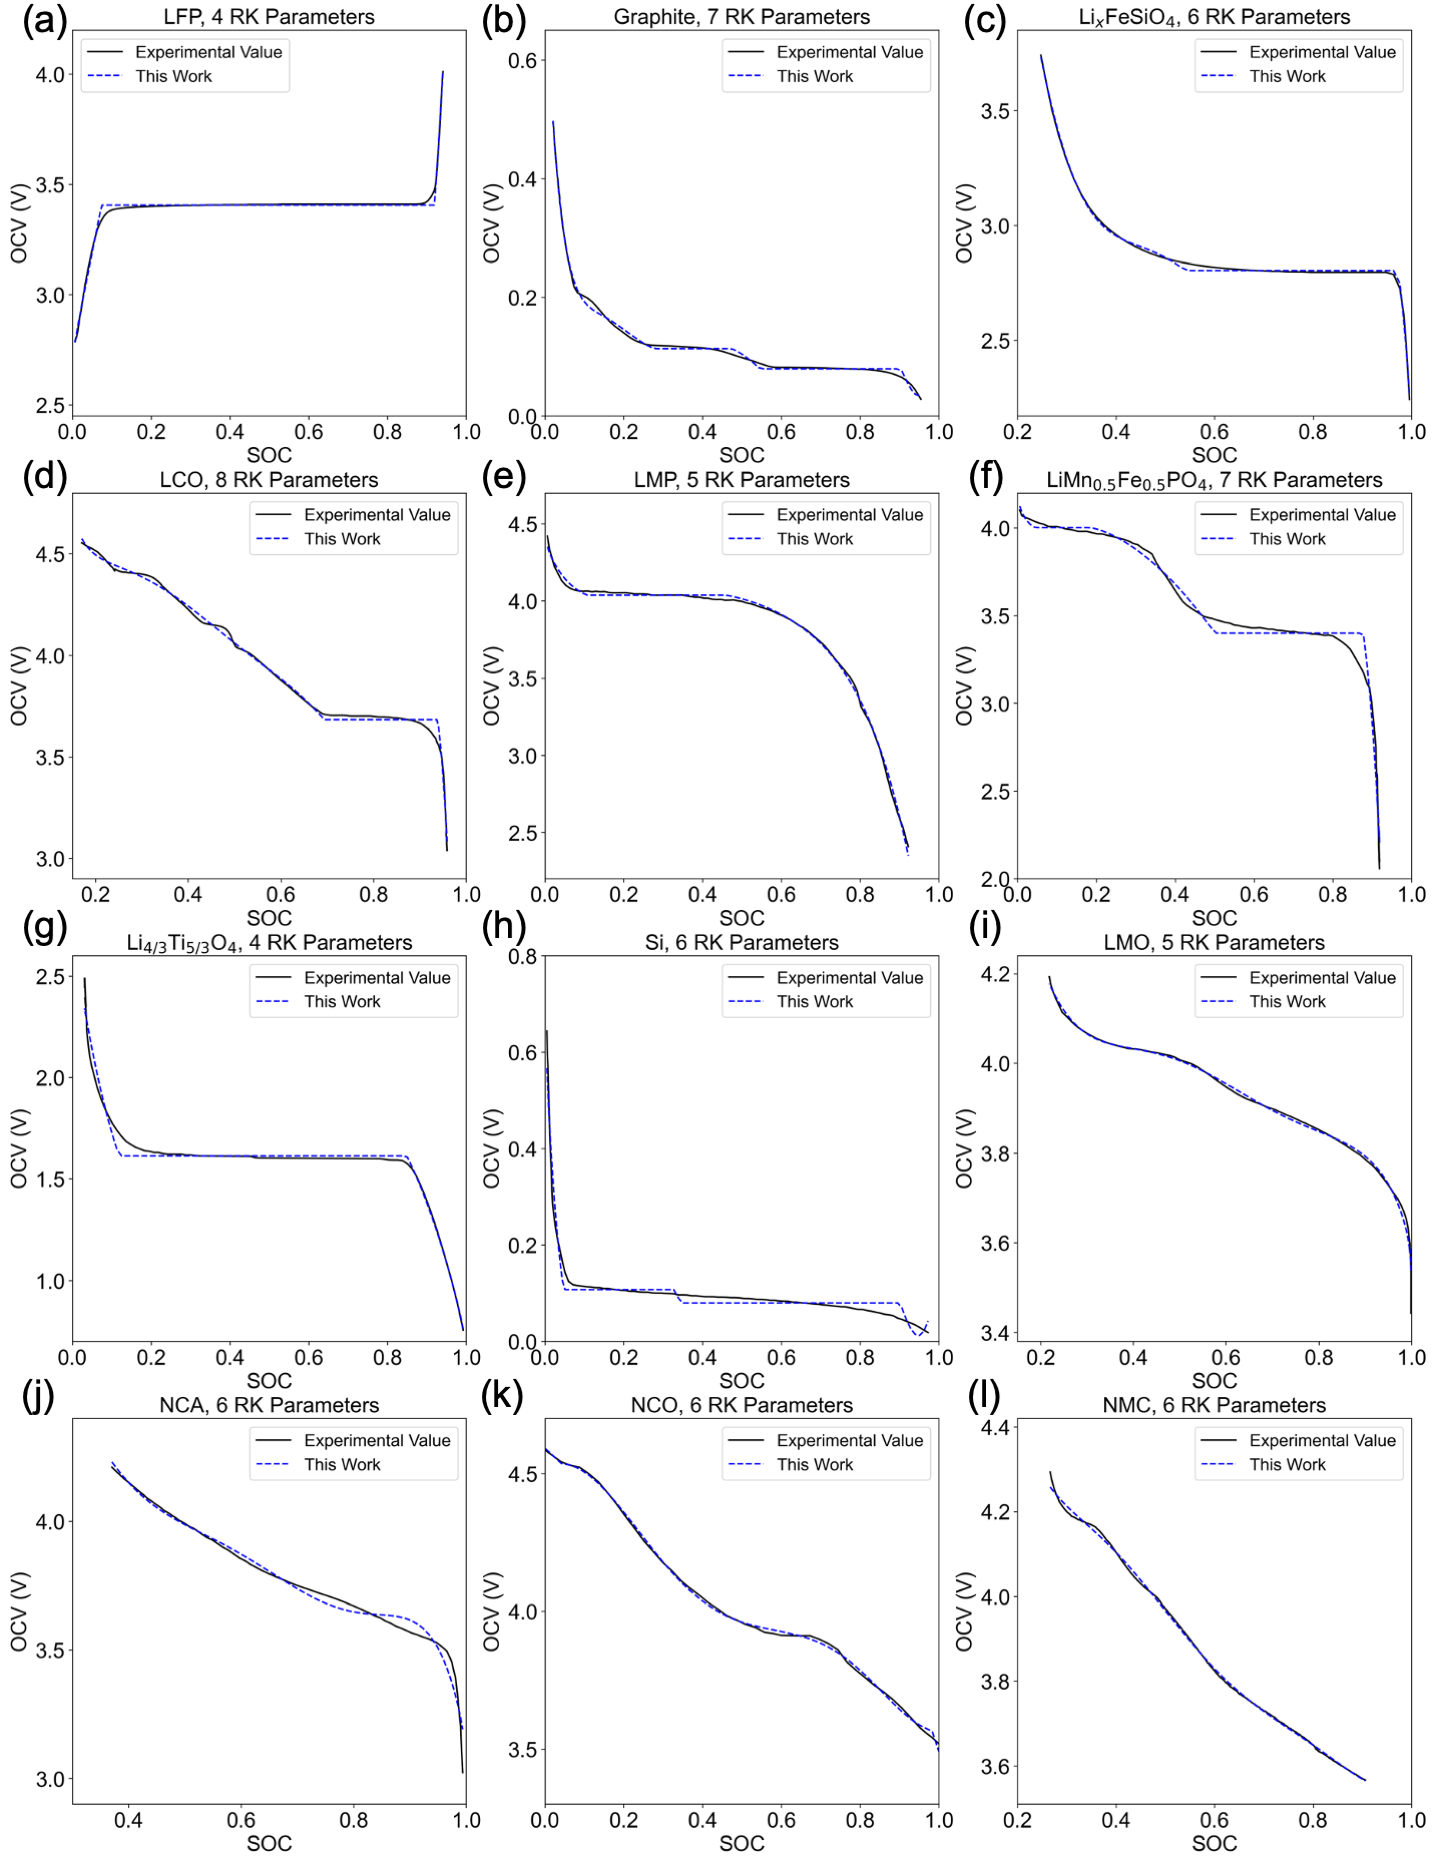 (a) LFP, 4 RK Parameters
Experimental Value
This Work
OCV (V)
4.0
3.5
3.0
2.5
0.0 0.2 0.4 0.6 0.8 1.0
SOC
(b) Graphite, 7 RK Parameters
Experimental Value
This Work
OCV (V)
0.6
0.4
0.2
0.0
0.0 0.2 0.4 0.6 0.8 1.0
SOC
(c) LiₓFeSiO₄, 6 RK Parameters
Experimental Value
This Work
OCV (V)
3.5
3.0
2.5
0.2 0.4 0.6 0.8 1.0
SOC
(d) LCO, 8 RK Parameters
Experimental Value
This Work
OCV (V)
4.5
4.0
3.5
3.0
0.2 0.4 0.6 0.8 1.0
SOC
(e) LMP, 5 RK Parameters
Experimental Value
This Work
OCV (V)
4.5
4.0
3.5
3.0
2.5
0.0 0.2 0.4 0.6 0.8 1.0
SOC
(f) LiMn₀.₅Fe₀.₅PO₄, 7 RK Parameters
Experimental Value
This Work
OCV (V)
4.0
3.5
3.0
2.5
2.0
0.0 0.2 0.4 0.6 0.8 1.0
SOC
(g) Li₄/₃Ti₅/₃O₄, 4 RK Parameters
Experimental Value
This Work
OCV (V)
2.5
2.0
1.5
1.0
0.0 0.2 0.4 0.6 0.8 1.0
SOC
(h) Si, 6 RK Parameters
Experimental Value
This Work
OCV (V)
0.8
0.6
0.4
0.2
0.0
0.0 0.2 0.4 0.6 0.8 1.0
SOC
(i) LMO, 5 RK Parameters
Experimental Value
This Work
OCV (V)
4.2
4.0
3.8
3.6
3.4
0.2 0.4 0.6 0.8 1.0
SOC
(j) NCA, 6 RK Parameters
Experimental Value
This Work
OCV (V)
4.0
3.5
3.0
0.4 0.6 0.8 1.0
SOC
(k) NCO, 6 RK Parameters
Experimental Value
This Work
OCV (V)
4.5
4.0
3.5
0.0 0.2 0.4 0.6 0.8 1.0
SOC
(l) NMC, 6 RK Parameters
Experimental Value
This Work
OCV (V)
4.4
4.2
4.0
3.8
3.6
0.2 0.4 0.6 0.8 1.0
SOC